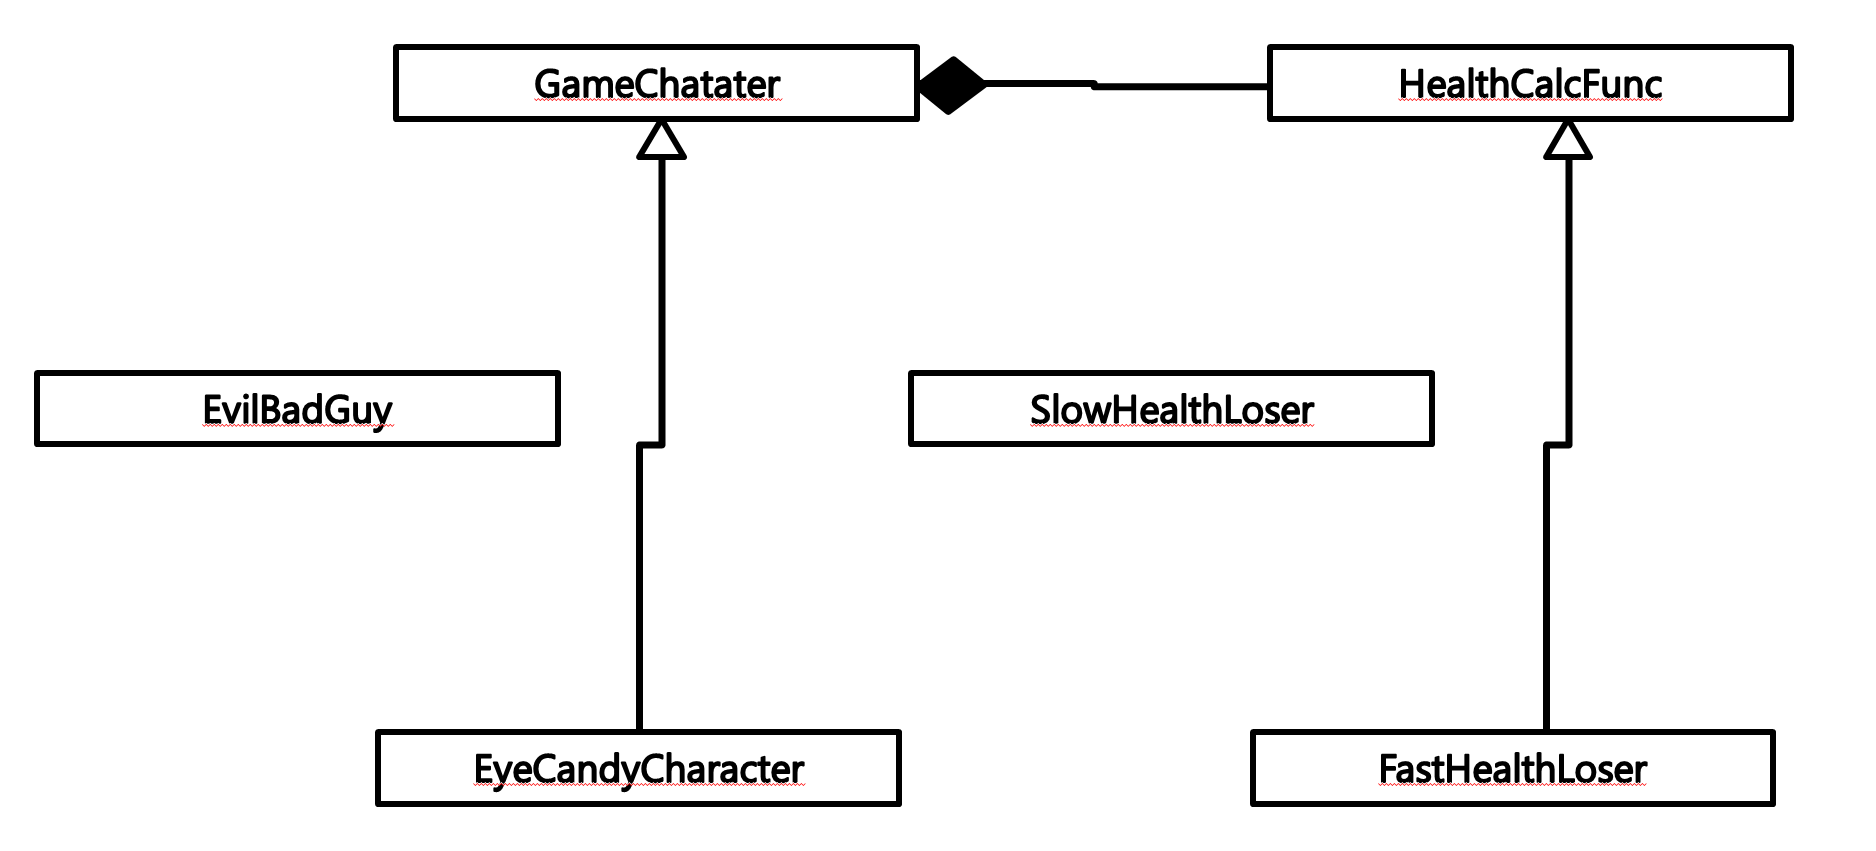 GameChatater
HealthCalcFunc
EvilBadGuy
SlowHealthLoser
EyeCandyCharacter
FastHealthLoser